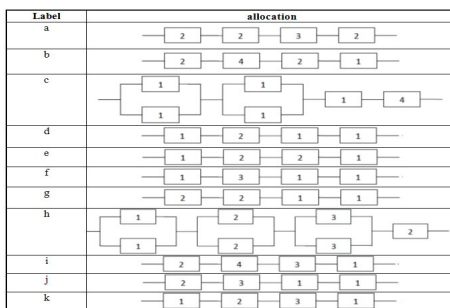 Label allocation
a 2 2 3 2
b 2 4 2 1
c 1 1
1 4
1 1
d 1 2 1 1
e 1 2 2 1
f 1 3 1 1
g 2 2 1 1
h 1 2 3
2
1 2 3
i 2 4 3 1
j 2 3 1 1
k 1 2 3 1